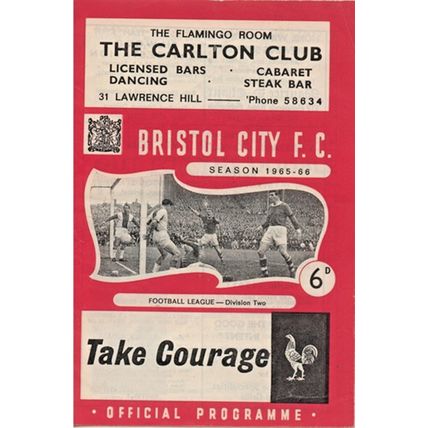 THE FLAMINGO ROOM
THE CARLTON CLUB
LICENSED BARS · CABARET
DANCING STEAK BAR
31 LAWRENCE HILL —— 'Phone 58634
BRISTOL CITY F. C.
SEASON 1965-66
6D
FOOTBALL LEAGUE — Division Two
Take Courage
· OFFICIAL PROGRAMME ·